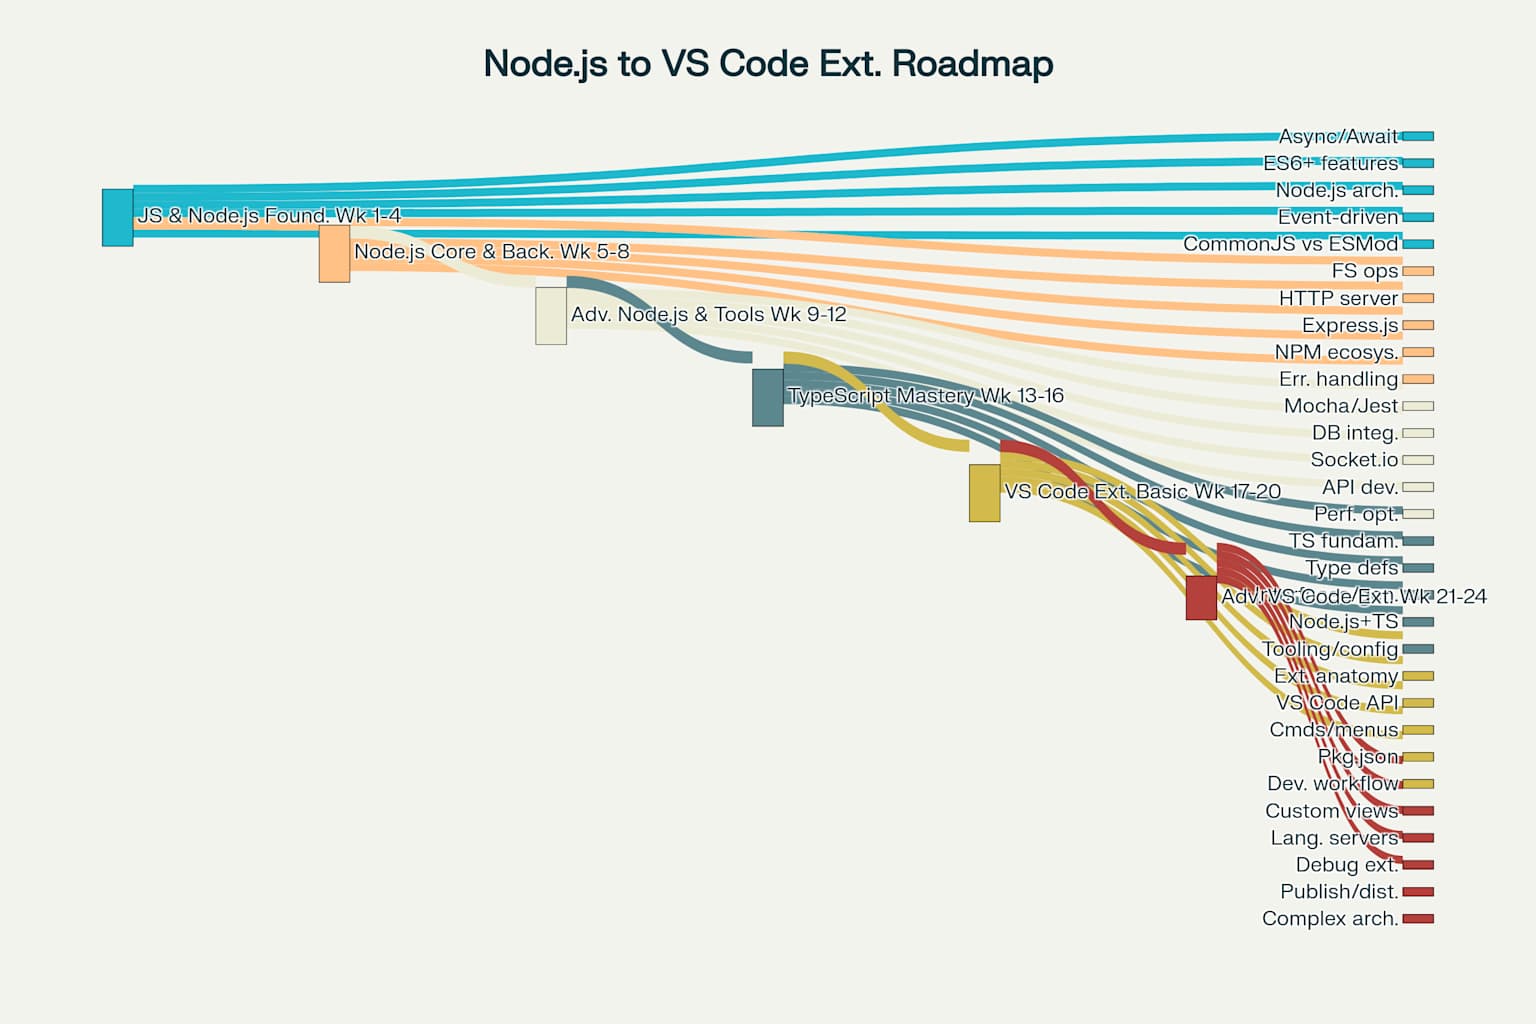 Node.js to VS Code Ext. Roadmap
Async/Await
ES6+ features
Node.js arch.
JS & Node.js Found. Wk 1-4
Event-driven
CommonJS vs ESMod
Node.js Core & Back. Wk 5-8
FS ops
HTTP server
Adv. Node.js & Tools Wk 9-12
Express.js
NPM ecosys.
Err. handling
TypeScript Mastery Wk 13-16
Mocha/Jest
DB integ.
Socket.io
API dev.
VS Code Ext. Basic Wk 17-20
Perf. opt.
TS fundam.
Type defs
Adv. VS Code Ext. Wk 21-24
Node.js+TS
Tooling/config
Ext. anatomy
VS Code API
Cmds/menus
Pkg.json
Dev. workflow
Custom views
Lang. servers
Debug ext.
Publish/dist.
Complex arch.